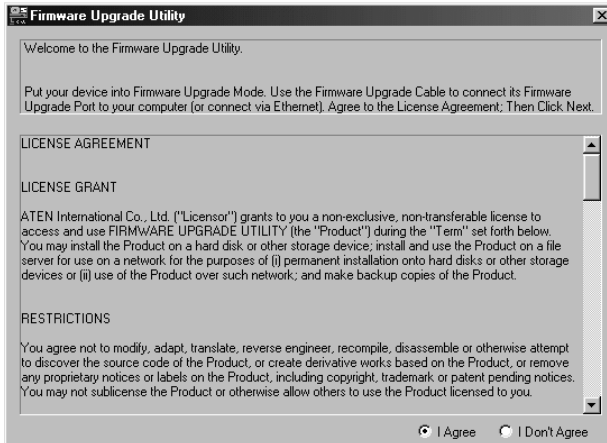 Firmware Upgrade Utility
Welcome to the Firmware Upgrade Utility.
Put your device into Firmware Upgrade Mode. Use the Firmware Upgrade Cable to connect its Firmware
Upgrade Port to your computer (or connect via Ethernet). Agree to the License Agreement; Then Click Next.
LICENSE AGREEMENT
LICENSE GRANT
ATEN International Co., Ltd. ("Licensor") grants to you a non-exclusive, non-transferable license to
access and use FIRMWARE UPGRADE UTILITY (the "Product") during the "Term" set forth below.
You may install the Product on a hard disk or other storage device; install and use the Product on a file
server for use on a network for the purposes of (i) permanent installation onto hard disks or other storage
devices or (ii) use of the Product over such network; and make backup copies of the Product.
RESTRICTIONS
You agree not to modify, adapt, translate, reverse engineer, recompile, disassemble or otherwise attempt
to discover the source code of the Product, or create derivative works based on the Product, or remove
any proprietary notices or labels on the Product, including copyright, trademark or patent pending notices.
You may not sublicense the Product or otherwise allow others to use the Product licensed to you.
I Agree I Don't Agree